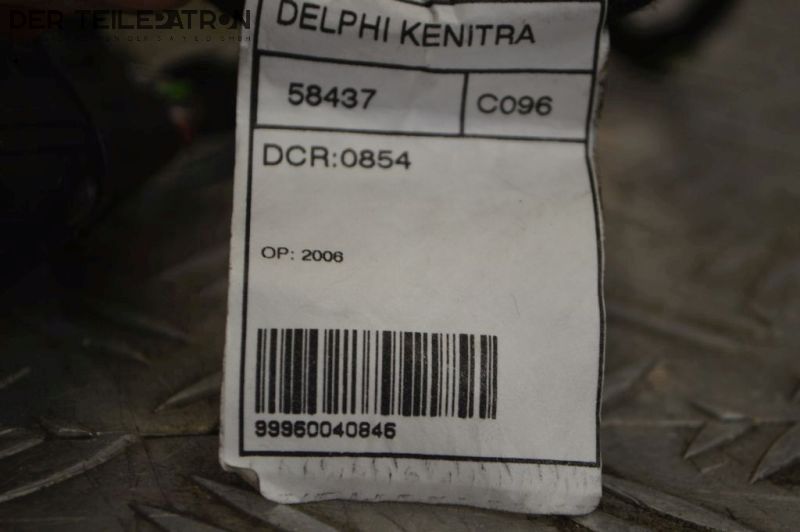 DER TEILEPATRON
DELPHI KENITRA
58437 C096
DCR:0854
OP: 2006
99960040846